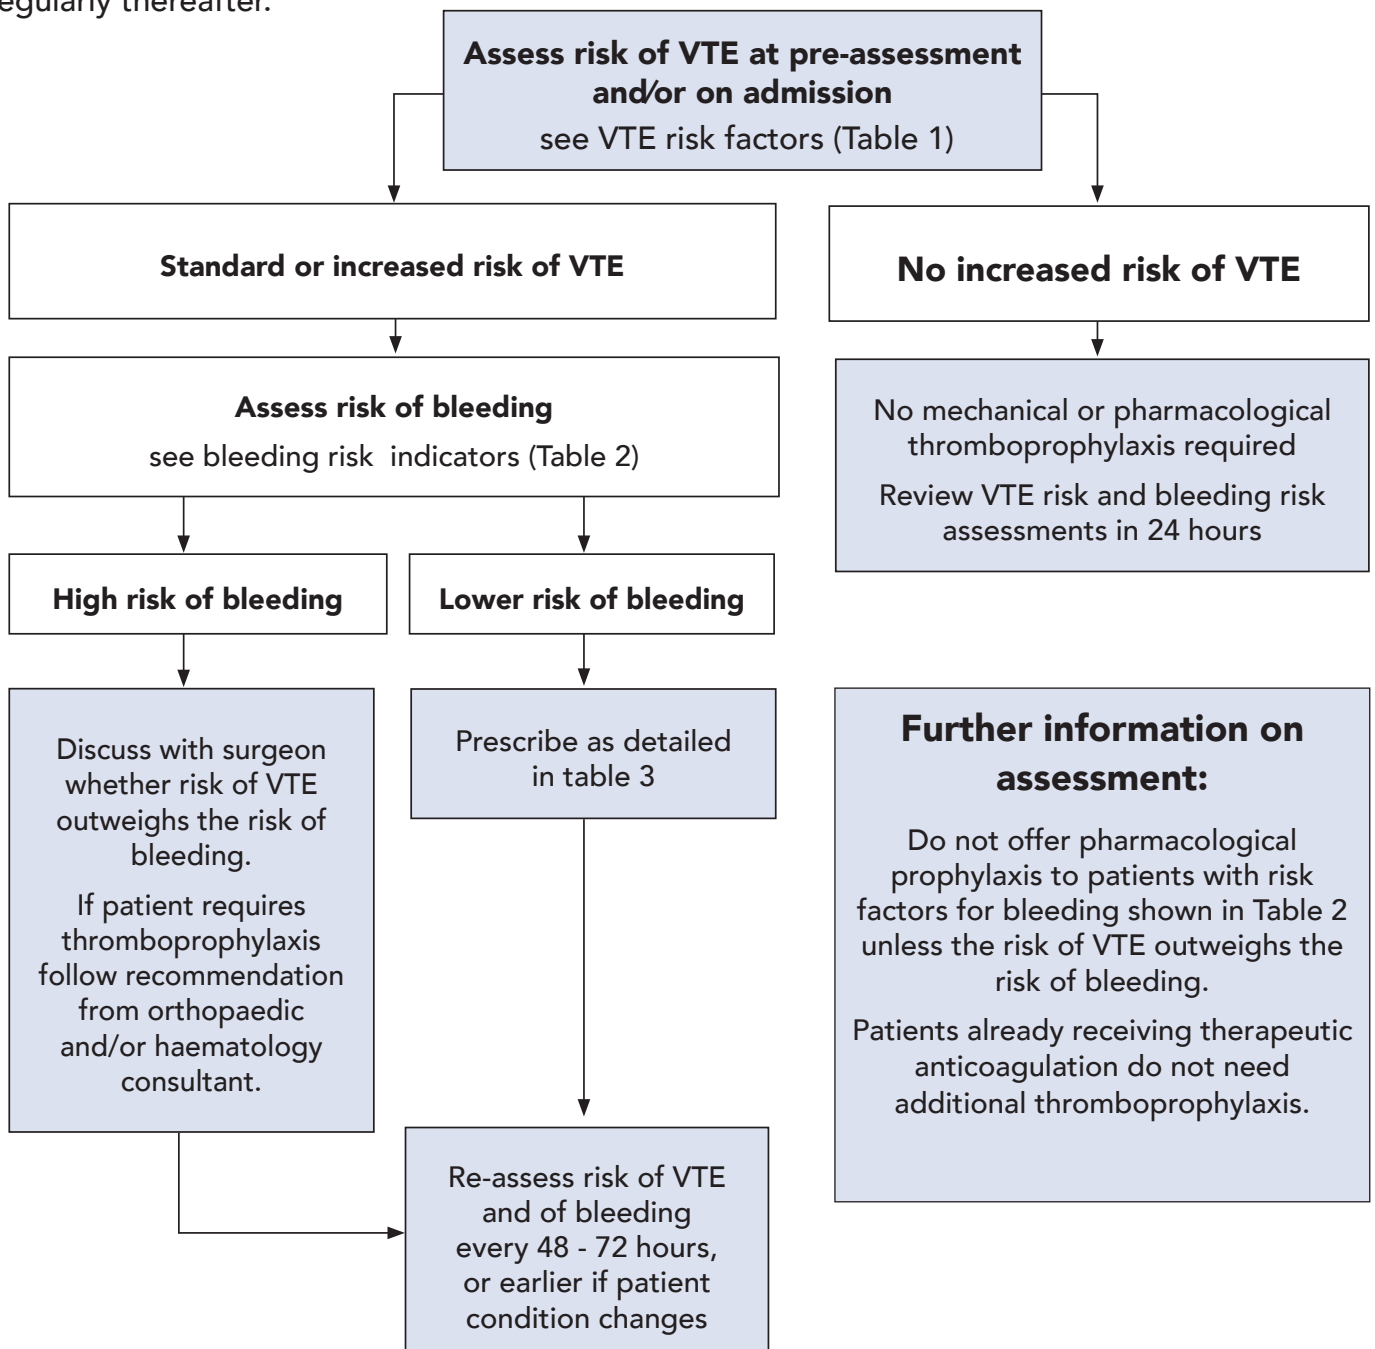 egularly thereafter.
Assess risk of VTE at pre-assessment
and/or on admission
see VTE risk factors (Table 1)
Standard or increased risk of VTE
No increased risk of VTE
Assess risk of bleeding
see bleeding risk indicators (Table 2)
No mechanical or pharmacological
thromboprophylaxis required
Review VTE risk and bleeding risk
assessments in 24 hours
High risk of bleeding
Lower risk of bleeding
Discuss with surgeon
whether risk of VTE
outweighs the risk of
bleeding.
If patient requires
thromboprophylaxis
follow recommendation
from orthopaedic
and/or haematology
consultant.
Prescribe as detailed
in table 3
Further information on
assessment:
Do not offer pharmacological
prophylaxis to patients with risk
factors for bleeding shown in Table 2
unless the risk of VTE outweighs the
risk of bleeding.
Patients already receiving therapeutic
anticoagulation do not need
additional thromboprophylaxis.
Re-assess risk of VTE
and of bleeding
every 48 - 72 hours,
or earlier if patient
condition changes